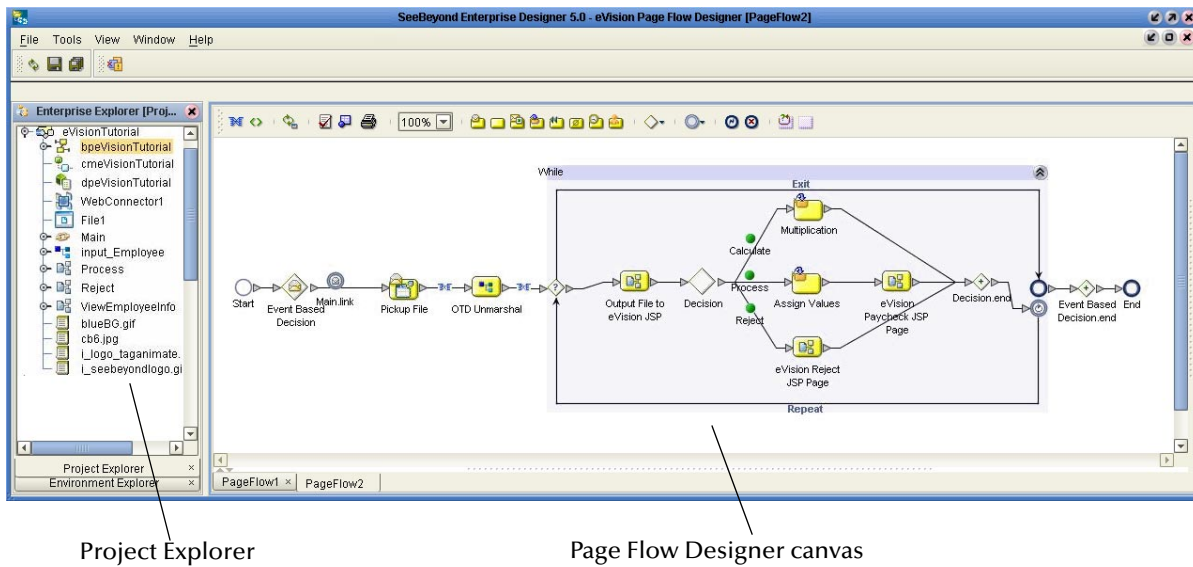 SeeBeyond Enterprise Designer 5.0 - eVision Page Flow Designer [PageFlow2]
File Tools View Window Help
Enterprise Explorer [Proj...
100%
eVisionTutorial
bpeVisionTutorial
cmeVisionTutorial
dpeVisionTutorial
WebConnector1
File1
Main
input_Employee
Process
Reject
ViewEmployeeInfo
blueBG.gif
cb6.jpg
i_logo_taganimate.
i_seebeyondlogo.gi
Project Explorer
Environment Explorer
While
Exit
Multiplication
Calculate
Start
Event Based
Decision
Main.link
Pickup File
OTD Unmarshal
?
Output File to
eVision JSP
Decision
Process
Assign Values
eVision
Paycheck JSP
Page
Decision.end
Event Based
Decision.end
End
Reject
eVision Reject
JSP Page
Repeat
PageFlow1
PageFlow2
Project Explorer
Page Flow Designer canvas